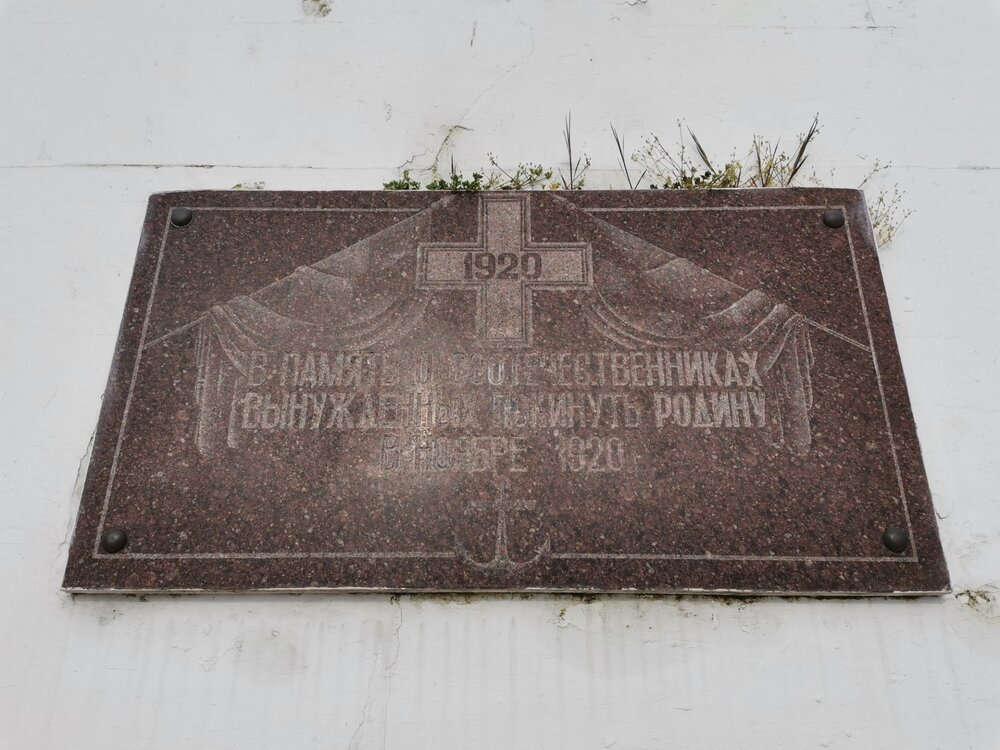 1920
В ПАМЯТЬ О СООТЕЧЕСТВЕННИКАХ
ВЫНУЖДЕННЫХ ПОКИНУТЬ РОДИНУ
В НОЯБРЕ 1920 г